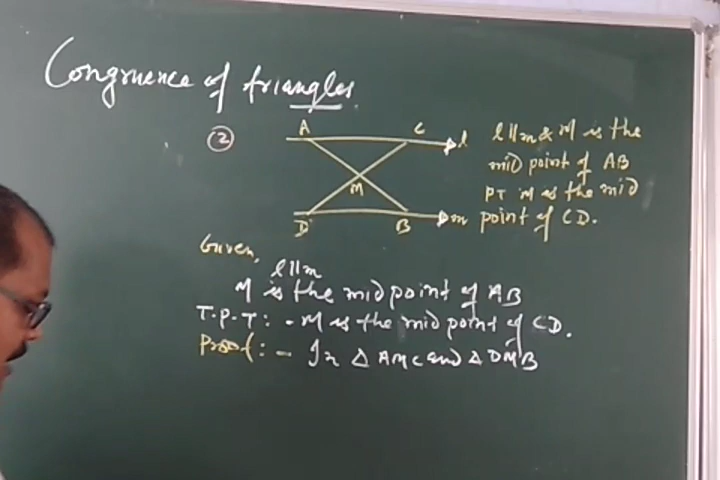 Congruence of triangles
2
A C l
M
D B m
l || m & M is the
mid point of AB
PT M is the mid
point of CD.
Given,
l || m
M is the midpoint of AB
T.P.T: - M is the mid point of CD.
Proof: - In △ AMC and △ DMB